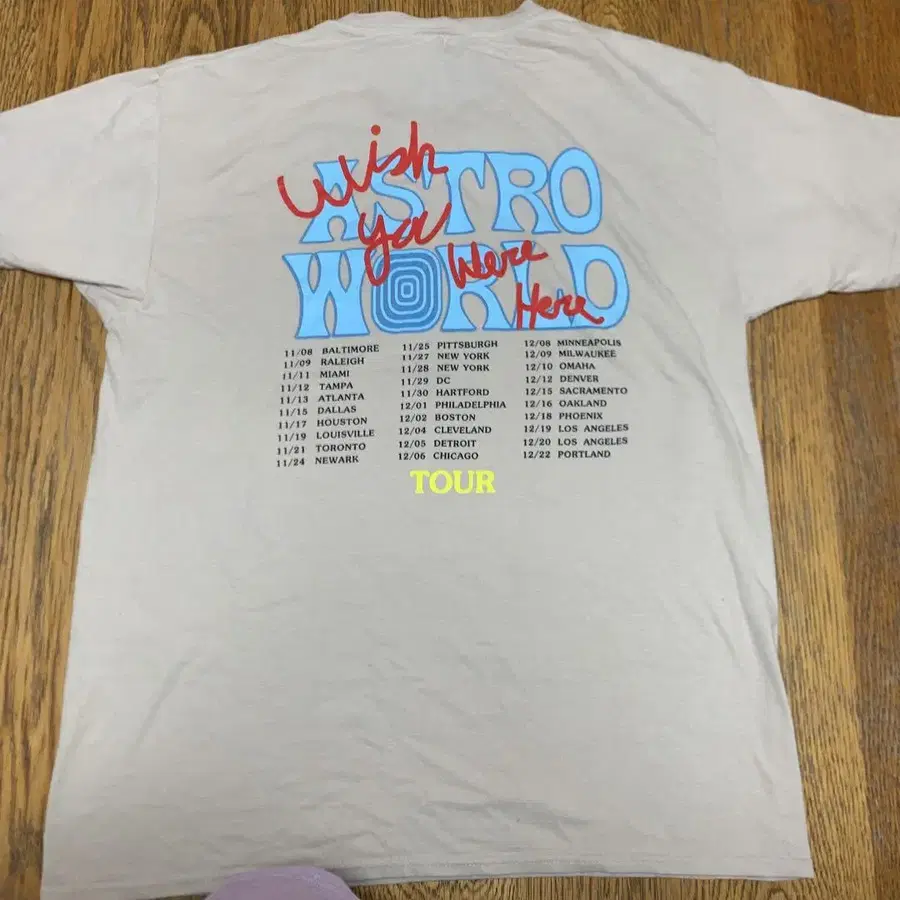 ASTRO
WORLD
Wish
you
Were
Here
11/08 BALTIMORE
11/09 RALEIGH
11/11 MIAMI
11/12 TAMPA
11/13 ATLANTA
11/15 DALLAS
11/17 HOUSTON
11/19 LOUISVILLE
11/21 TORONTO
11/24 NEWARK
11/25 PITTSBURGH
11/27 NEW YORK
11/28 NEW YORK
11/29 DC
11/30 HARTFORD
12/01 PHILADELPHIA
12/02 BOSTON
12/04 CLEVELAND
12/05 DETROIT
12/06 CHICAGO
12/08 MINNEAPOLIS
12/09 MILWAUKEE
12/10 OMAHA
12/12 DENVER
12/15 SACRAMENTO
12/16 OAKLAND
12/18 PHOENIX
12/19 LOS ANGELES
12/20 LOS ANGELES
12/22 PORTLAND
TOUR